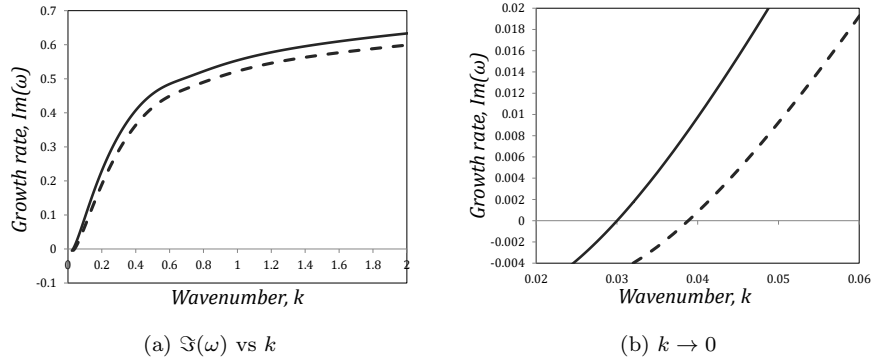 Growth rate, Im(ω)
0.7
0.6
0.5
0.4
0.3
0.2
0.1
0
-0.1
0 0.2 0.4 0.6 0.8 1 1.2 1.4 1.6 1.8 2
Wavenumber, k
(a) ℑ(ω) vs k
Growth rate, Im(ω)
0.02
0.018
0.016
0.014
0.012
0.01
0.008
0.006
0.004
0.002
0
-0.002
-0.004
0.02 0.03 0.04 0.05 0.06
Wavenumber, k
(b) k → 0